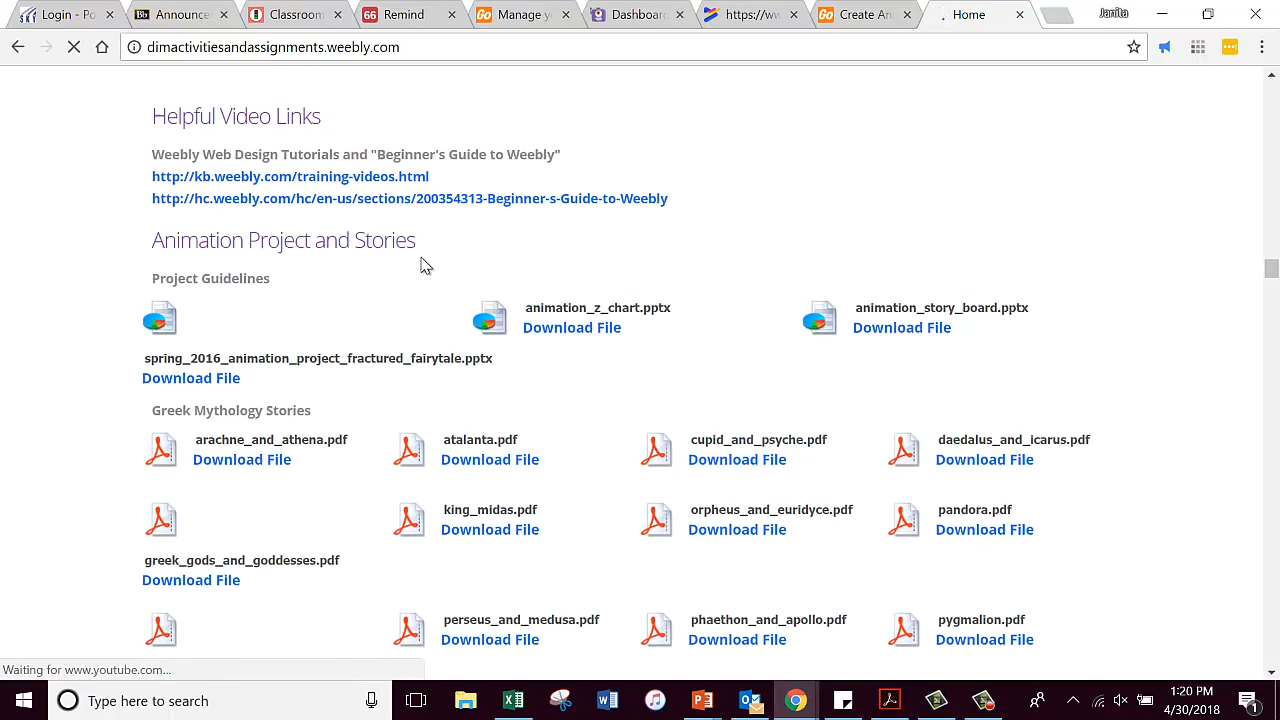 Login - Po
Announce
Classroom
Remind
Manage y
Dashboar
https://ww
Create An
Home
Janita
dimactivitiesandassignments.weebly.com
Helpful Video Links
Weebly Web Design Tutorials and "Beginner's Guide to Weebly"
http://kb.weebly.com/training-videos.html
http://hc.weebly.com/hc/en-us/sections/200354313-Beginner-s-Guide-to-Weebly
Animation Project and Stories
Project Guidelines
animation_z_chart.pptx
Download File
animation_story_board.pptx
Download File
spring_2016_animation_project_fractured_fairytale.pptx
Download File
Greek Mythology Stories
arachne_and_athena.pdf
Download File
atalanta.pdf
Download File
cupid_and_psyche.pdf
Download File
daedalus_and_icarus.pdf
Download File
king_midas.pdf
Download File
orpheus_and_euridyce.pdf
Download File
pandora.pdf
Download File
greek_gods_and_goddesses.pdf
Download File
perseus_and_medusa.pdf
Download File
phaethon_and_apollo.pdf
Download File
pygmalion.pdf
Download File
Waiting for www.youtube.com...
Type here to search
1:20 PM
4/30/2018